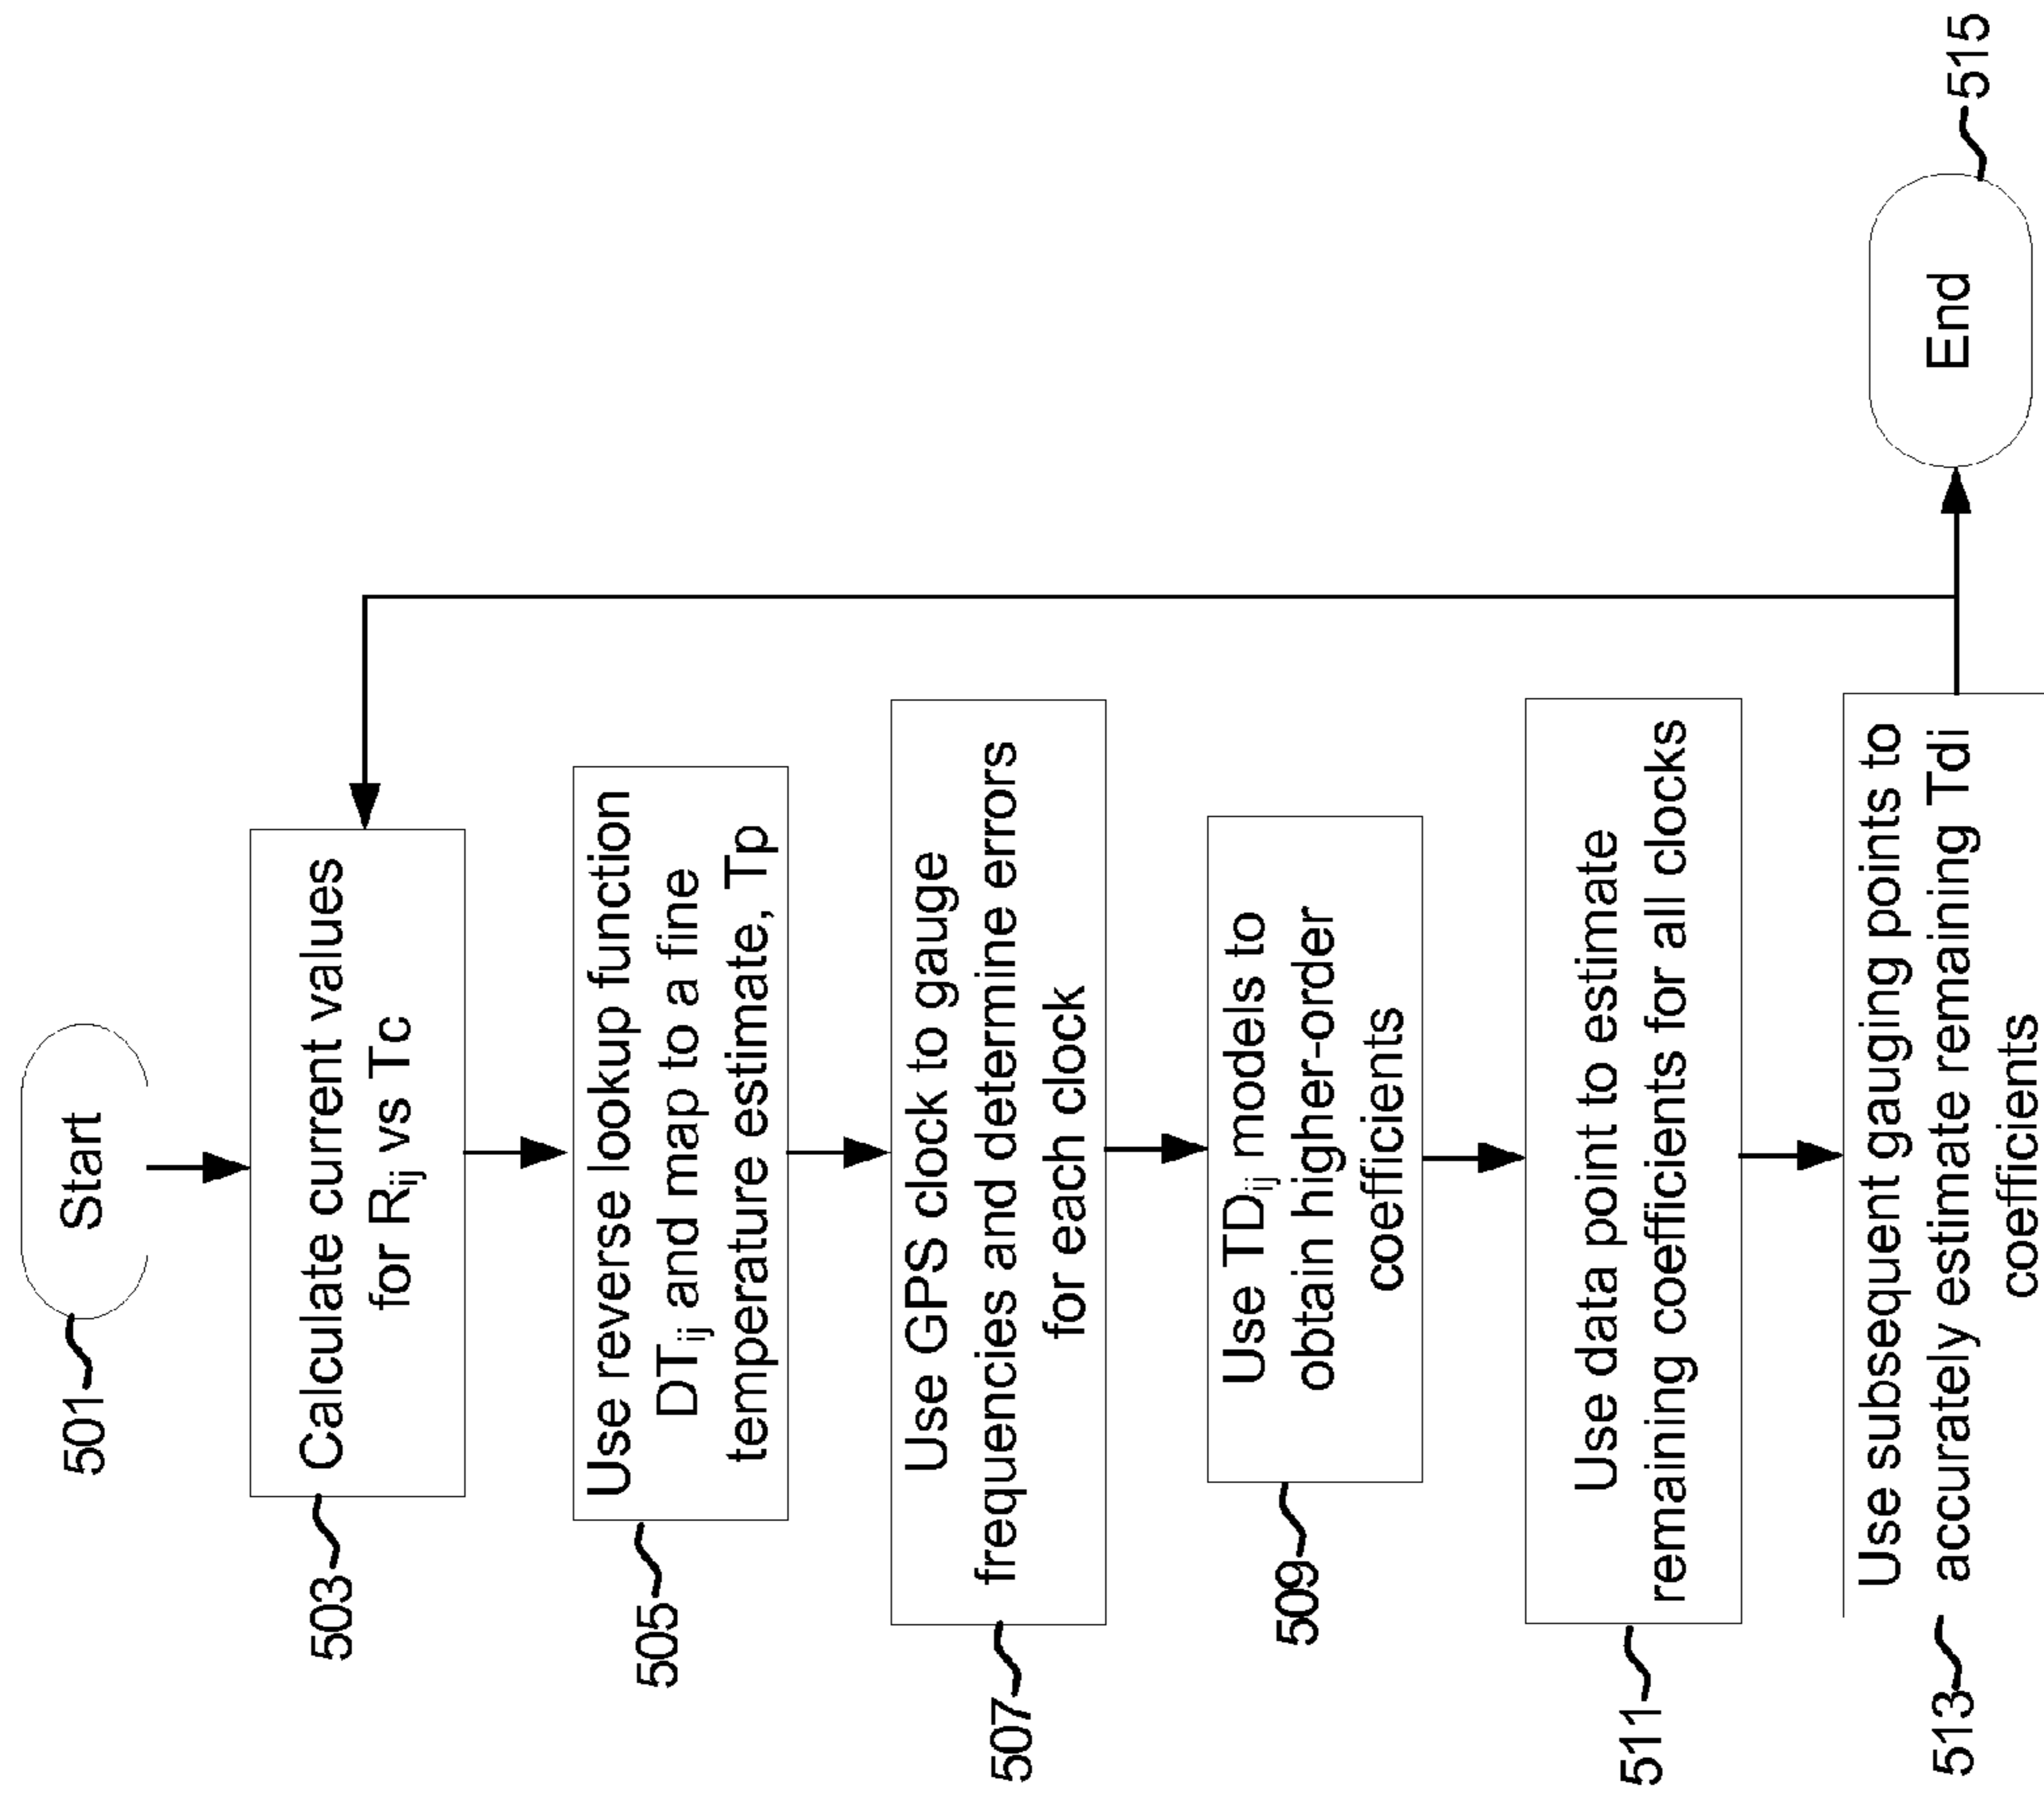 Start
501
Calculate current values
for Rij vs Tc
503
Use reverse lookup function
DTij and map to a fine
temperature estimate, Tp
505
Use GPS clock to gauge
frequencies and determine errors
for each clock
507
Use TDij models to
obtain higher-order
coefficients
509
Use data point to estimate
remaining coefficients for all clocks
511
Use subsequent gauging points to
accurately estimate remaining Tdi
coefficients
513
End
515